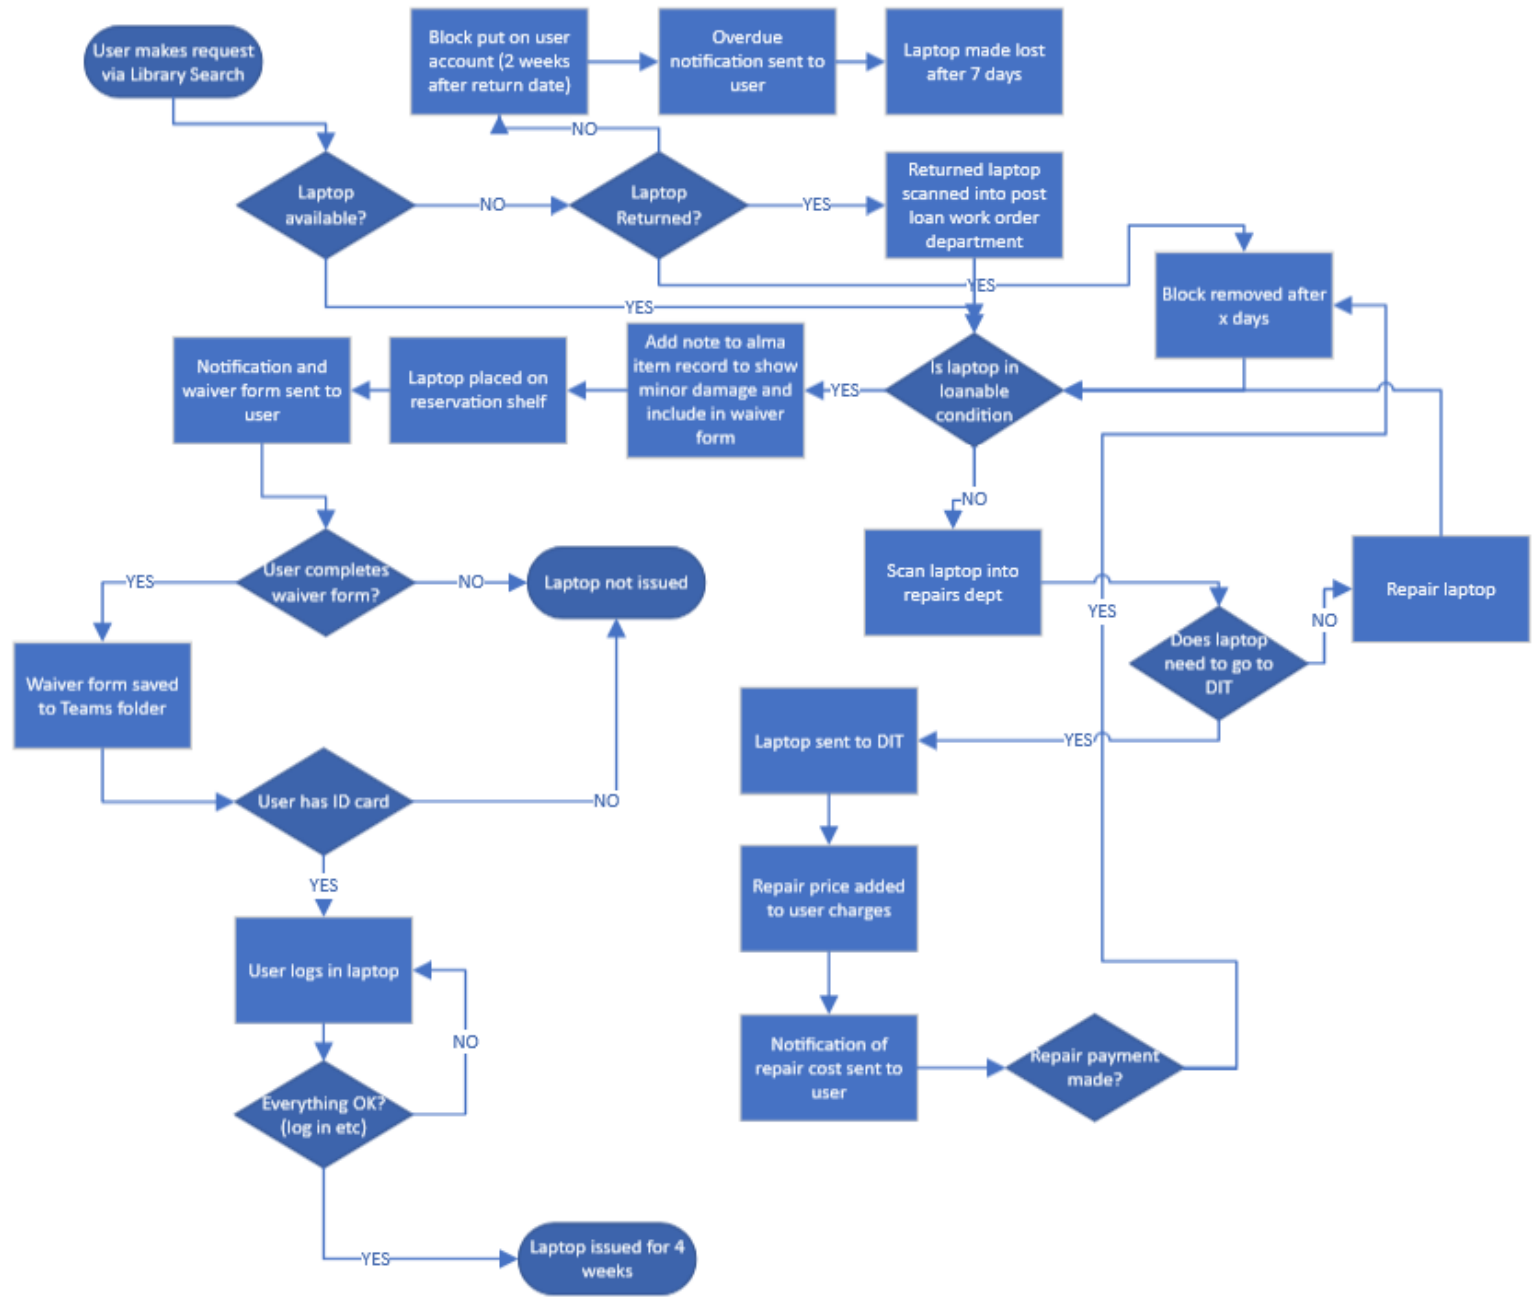 User makes request
via Library Search
Block put on user
account (2 weeks
after return date)
Overdue
notification sent to
user
Laptop made lost
after 7 days
NO
Laptop
available?
NO
Laptop
Returned?
YES
Returned laptop
scanned into post
loan work order
department
YES
YES
Block removed after
x days
Notification and
waiver form sent to
user
Laptop placed on
reservation shelf
Add note to alma
item record to show
minor damage and
include in waiver
form
YES
Is laptop in
loanable
condition
NO
User completes
waiver form?
YES
NO
Laptop not issued
Scan laptop into
repairs dept
YES
NO
Repair laptop
Does laptop
need to go to
DIT
Waiver form saved
to Teams folder
Laptop sent to DIT
YES
User has ID card
NO
YES
Repair price added
to user charges
User logs in laptop
NO
Notification of
repair cost sent to
user
Repair payment
made?
Everything OK?
(log in etc)
YES
Laptop issued for 4
weeks